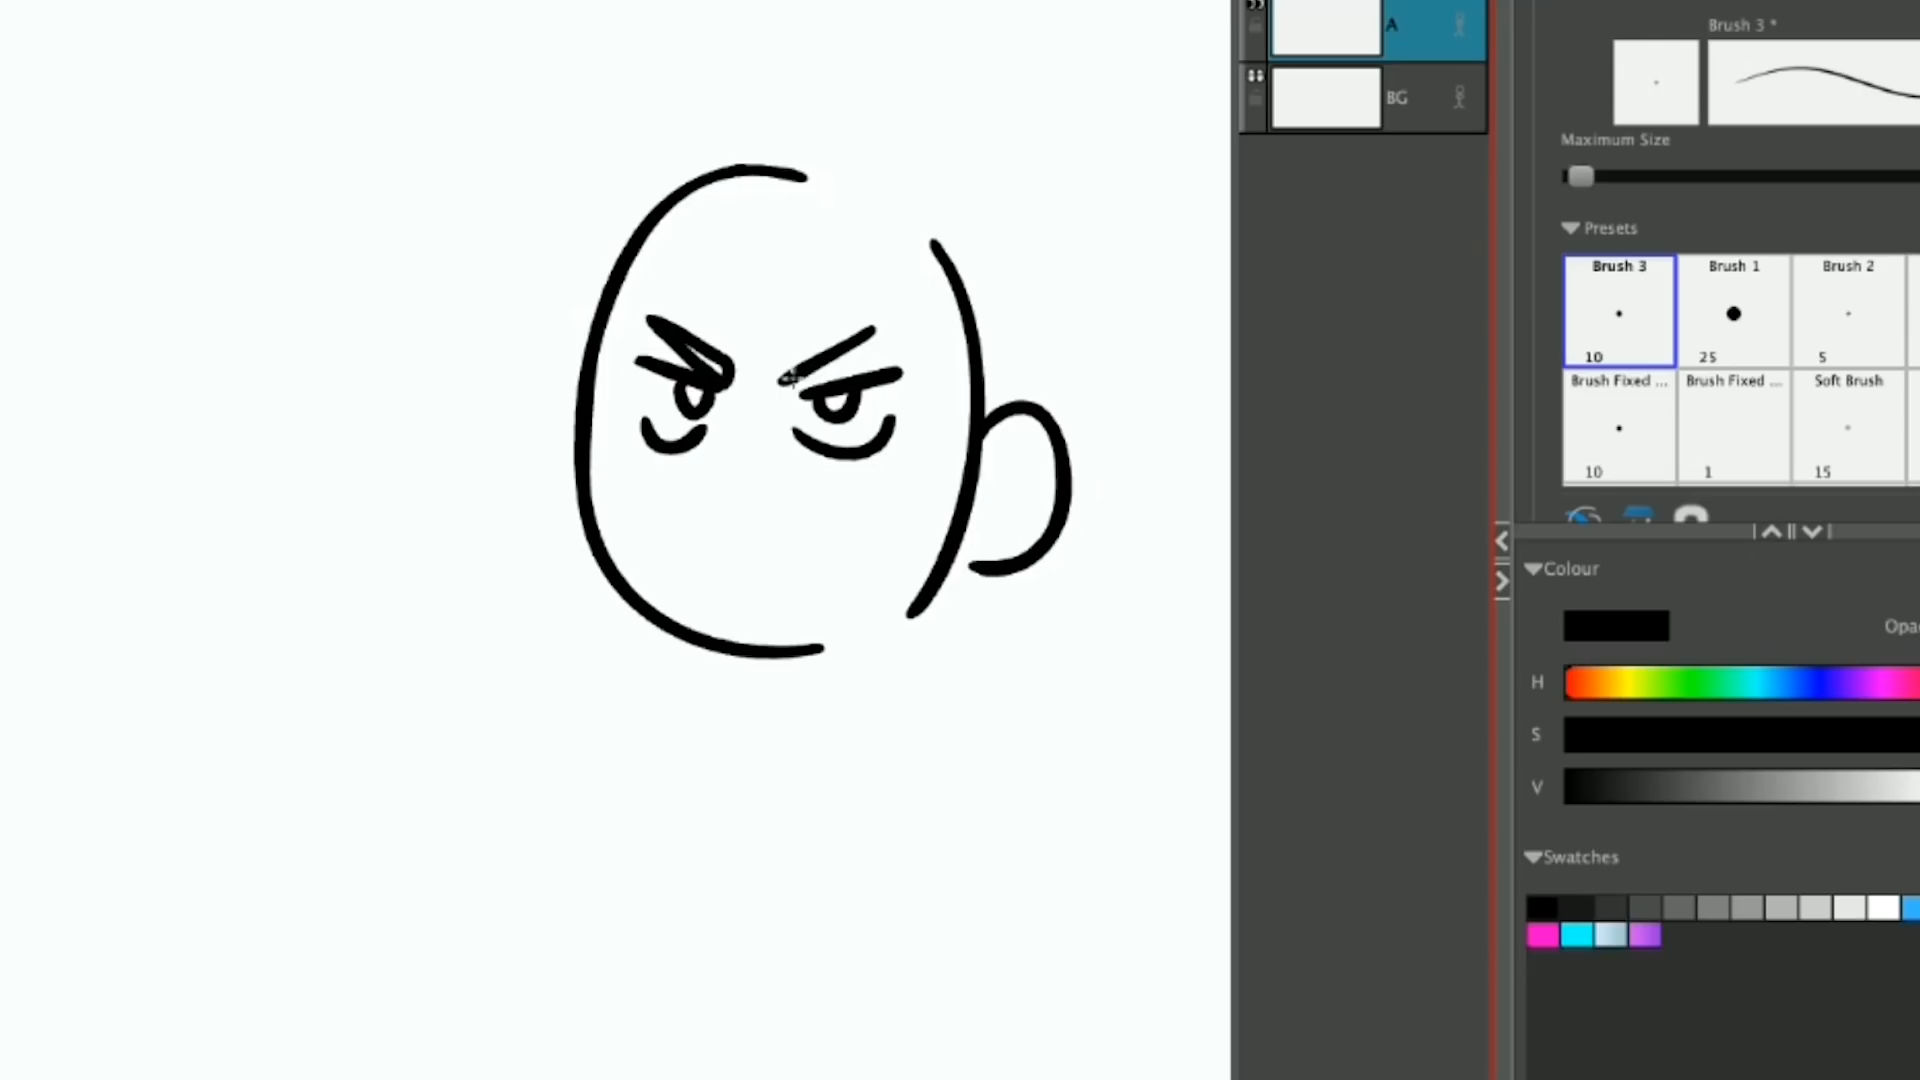 A
BG
Brush 3 *
Maximum Size
Presets
Brush 3
Brush 1
Brush 2
10
25
5
Brush Fixed ...
Brush Fixed ...
Soft Brush
10
1
15
Colour
Opa
H
S
V
Swatches